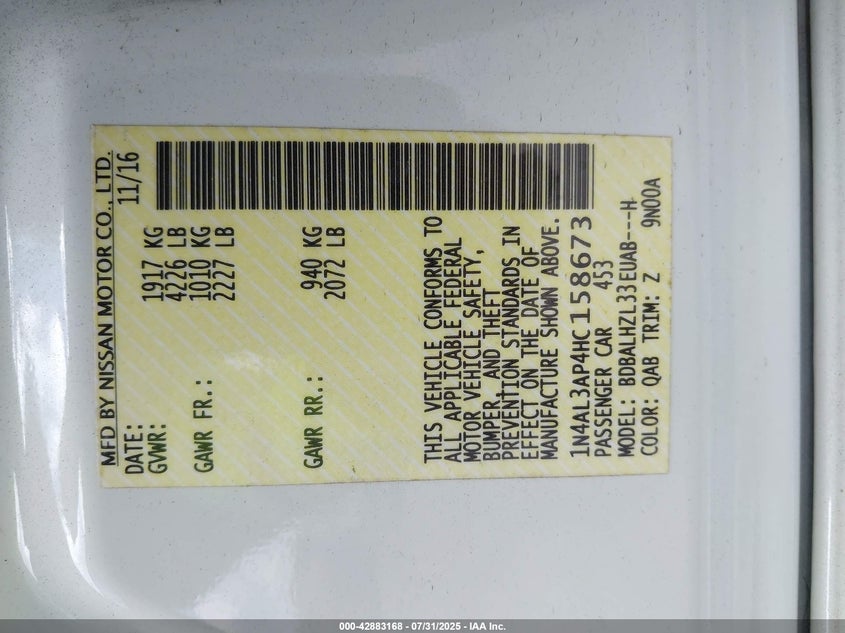 MFD BY NISSAN MOTOR CO., LTD.
DATE: 11/16
GVWR: 1917 KG
4226 LB
GAWR FR.: 1010 KG
2227 LB
GAWR RR.: 940 KG
2072 LB
THIS VEHICLE CONFORMS TO
ALL APPLICABLE FEDERAL
MOTOR VEHICLE SAFETY,
BUMPER, AND THEFT
PREVENTION STANDARDS IN
EFFECT ON THE DATE OF
MANUFACTURE SHOWN ABOVE.
1N4AL3AP4HC158673
PASSENGER CAR 453
MODEL: BDBALHZL33EUAB---H-
COLOR: QAB TRIM: Z 9N00A
000-42883168 - 07/31/2025 - IAA Inc.